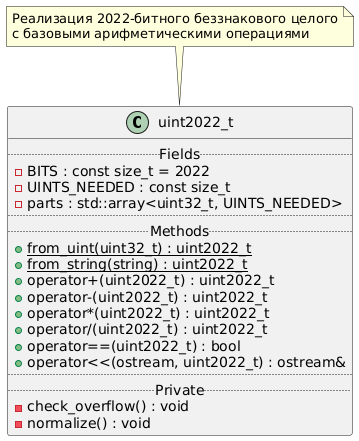 Реализация 2022-битного беззнакового целого
с базовыми арифметическими операциями
C uint2022_t
Fields
BITS : const size_t = 2022
UINTS_NEEDED : const size_t
parts : std::array<uint32_t, UINTS_NEEDED>
Methods
from_uint(uint32_t) : uint2022_t
from_string(string) : uint2022_t
operator+(uint2022_t) : uint2022_t
operator-(uint2022_t) : uint2022_t
operator*(uint2022_t) : uint2022_t
operator/(uint2022_t) : uint2022_t
operator==(uint2022_t) : bool
operator<<(ostream, uint2022_t) : ostream&
Private
check_overflow() : void
normalize() : void